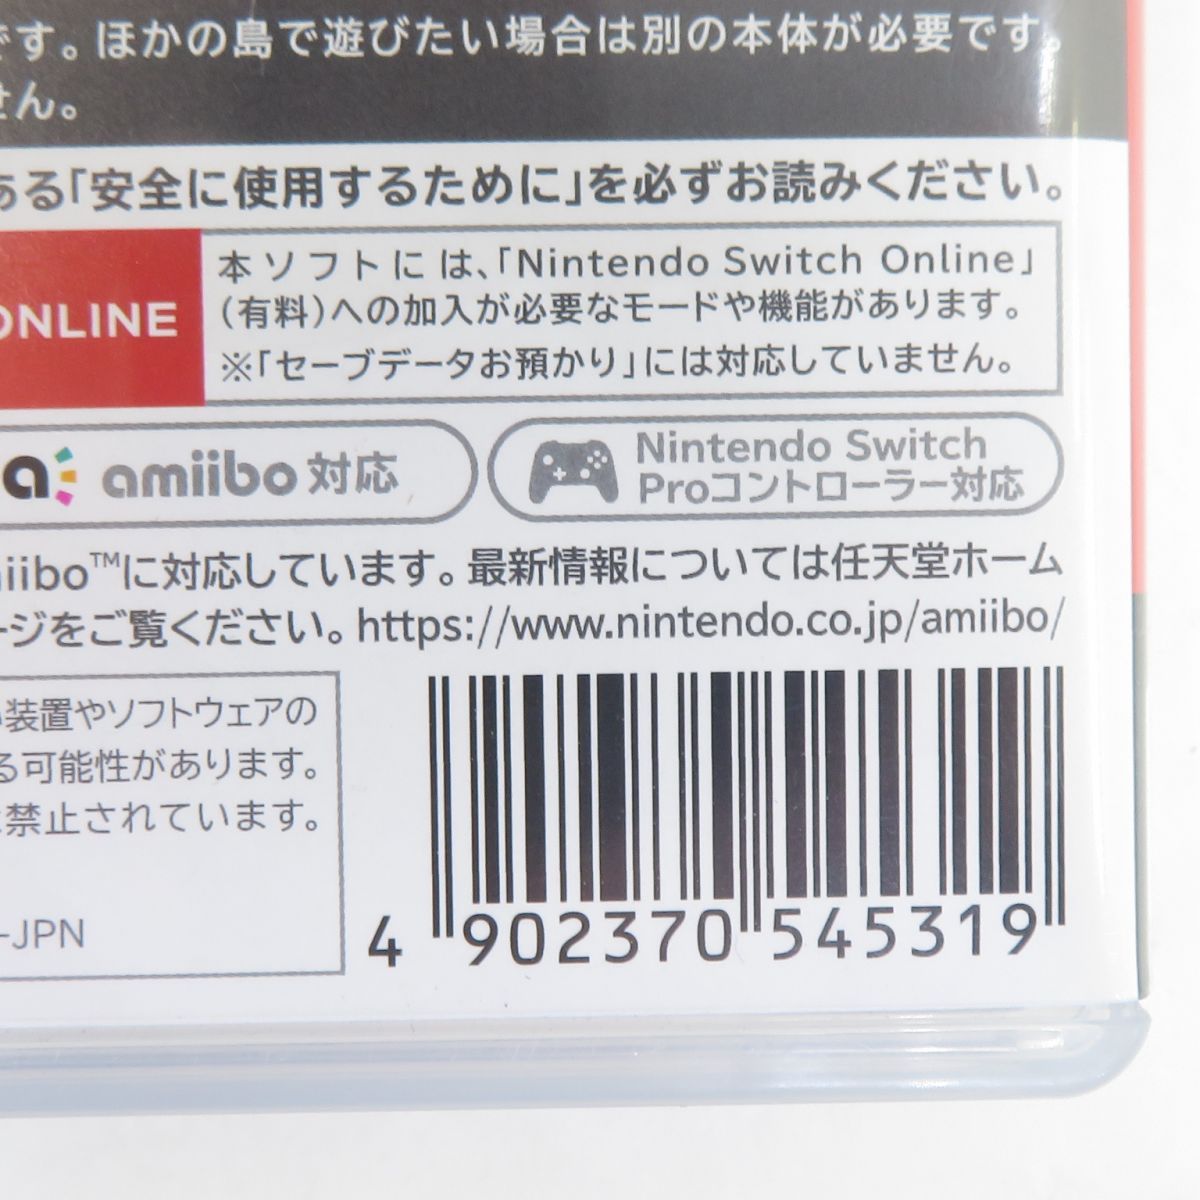 です。ほかの島で遊びたい場合は別の本体が必要です。
せん。
ある「安全に使用するために」を必ずお読みください。
ONLINE
本ソフトには、「Nintendo Switch Online」
(有料)への加入が必要なモードや機能があります。
※「セーブデータお預かり」には対応していません。
a amiibo 対応
Nintendo Switch
Proコントローラー対応
miibo™に対応しています。最新情報については任天堂ホーム
ージをご覧ください。https://www.nintendo.co.jp/amiibo/
い装置やソフトウェアの
る可能性があります。
は禁止されています。
-JPN
4 902370 545319